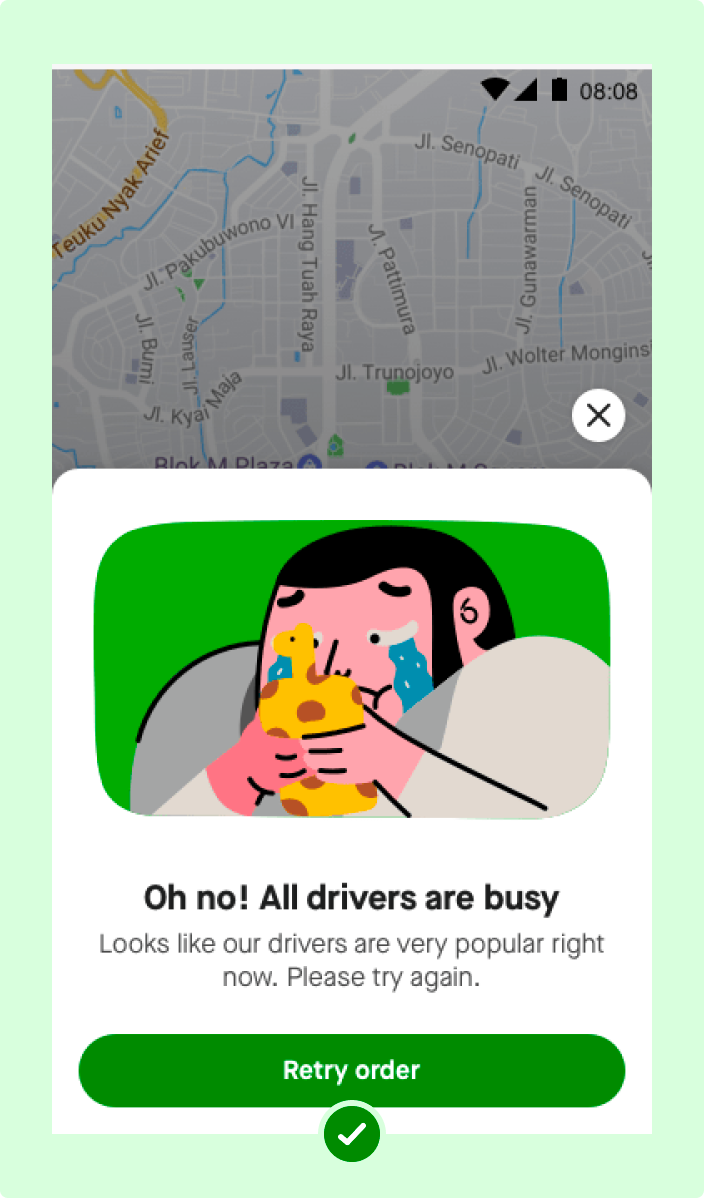 08:08
Jl. Senopati
Jl. Senopati
Teuku Nyak Arief
Jl. Pakubuwono VI
Jl. Hang Tuah Raya
Jl. Pattimura
Jl. Gunawarman
Jl. Bumi
Jl. Lauser
Jl. Wolter Monginsi
Jl. Trunojoyo
Jl. Kyai Maja
Blok M Plaza
Blok M Square
Oh no! All drivers are busy
Looks like our drivers are very popular right
now. Please try again.
Retry order